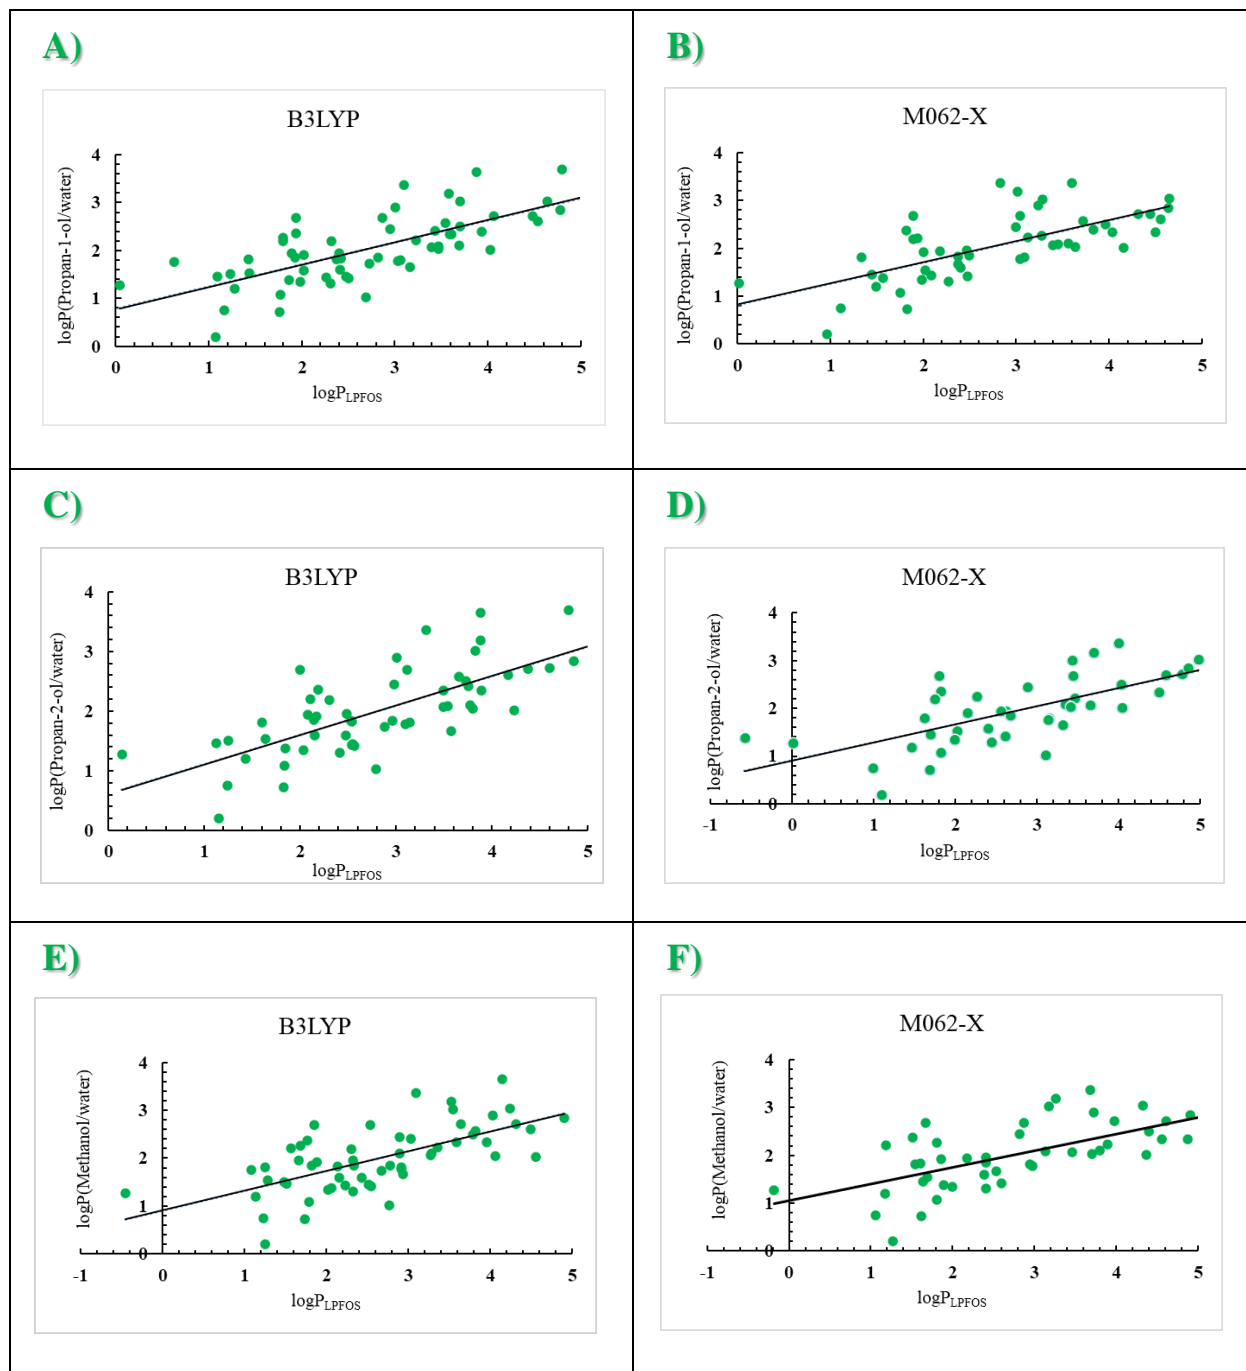 A)
B3LYP
logP(Propan-1-ol/water)
4
3
2
1
0
0 1 2 3 4 5
logPLPFOS
B)
M062-X
logP(Propan-1-ol/water)
4
3
2
1
0
0 1 2 3 4 5
logPLPFOS
C)
B3LYP
logP(Propan-2-ol/water)
4
3
2
1
0
0 1 2 3 4 5
logPLPFOS
D)
M062-X
logP(Propan-2-ol/water)
4
3
2
1
0
-1 0 1 2 3 4 5
logPLPFOS
E)
B3LYP
logP(Methanol/water)
4
3
2
1
0
-1 0 1 2 3 4 5
logPLPFOS
F)
M062-X
logP(Methanol/water)
4
3
2
1
0
-1 0 1 2 3 4 5
logPLPFOS